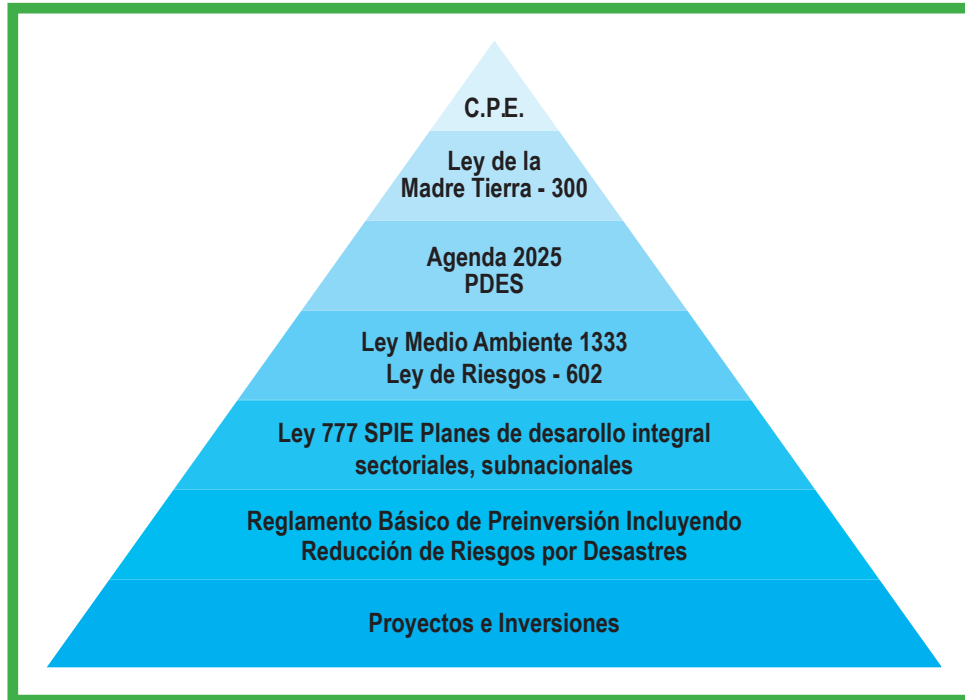 C.P.E.
Ley de la
Madre Tierra - 300
Agenda 2025
PDES
Ley Medio Ambiente 1333
Ley de Riesgos - 602
Ley 777 SPIE Planes de desarollo integral
sectoriales, subnacionales
Reglamento Básico de Preinversión Incluyendo
Reducción de Riesgos por Desastres
Proyectos e Inversiones